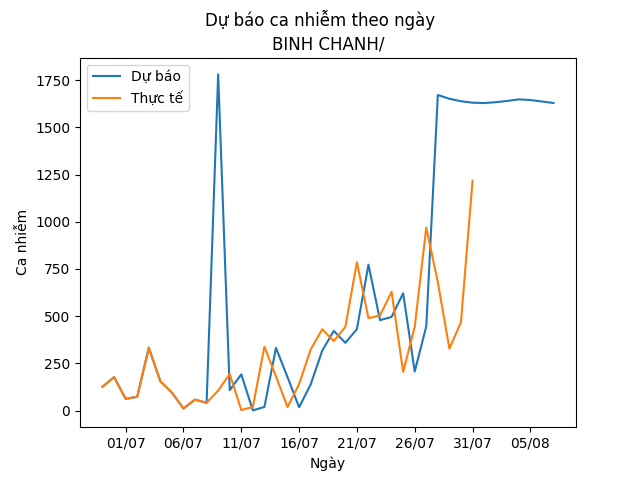 Dự báo ca nhiễm theo ngày
BINH CHANH/
Dự báo
Thực tế
1750
1500
1250
1000
750
500
250
0
Ca nhiễm
01/07 06/07 11/07 16/07 21/07 26/07 31/07 05/08
Ngày